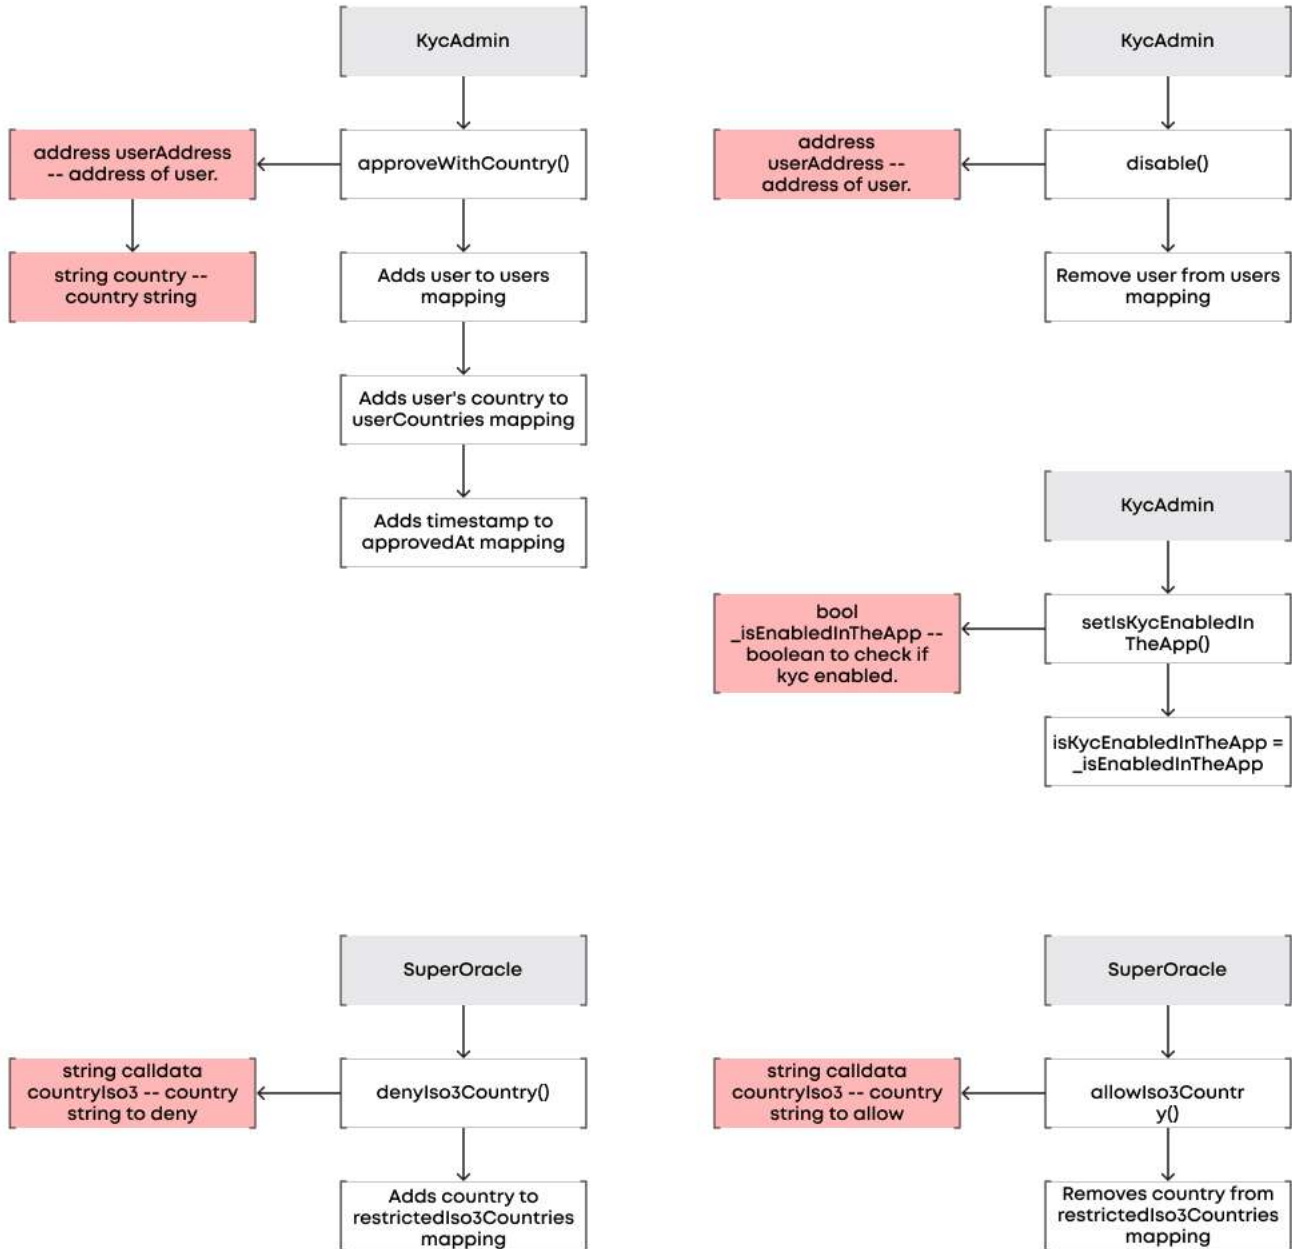 KycAdmin
address userAddress
-- address of user.
approveWithCountry()
string country --
country string
Adds user to users
mapping
Adds user's country to
userCountries mapping
Adds timestamp to
approvedAt mapping
KycAdmin
address
userAddress --
address of user.
disable()
Remove user from users
mapping
KycAdmin
bool
_isEnabledInTheApp --
boolean to check if
kyc enabled.
setIsKycEnabledIn
TheApp()
isKycEnabledInTheApp =
_isEnabledInTheApp
SuperOracle
string calldata
countryIso3 -- country
string to deny
denyIso3Country()
Adds country to
restrictedIso3Countries
mapping
SuperOracle
string calldata
countryIso3 -- country
string to allow
allowIso3Countr
y()
Removes country from
restrictedIso3Countries
mapping